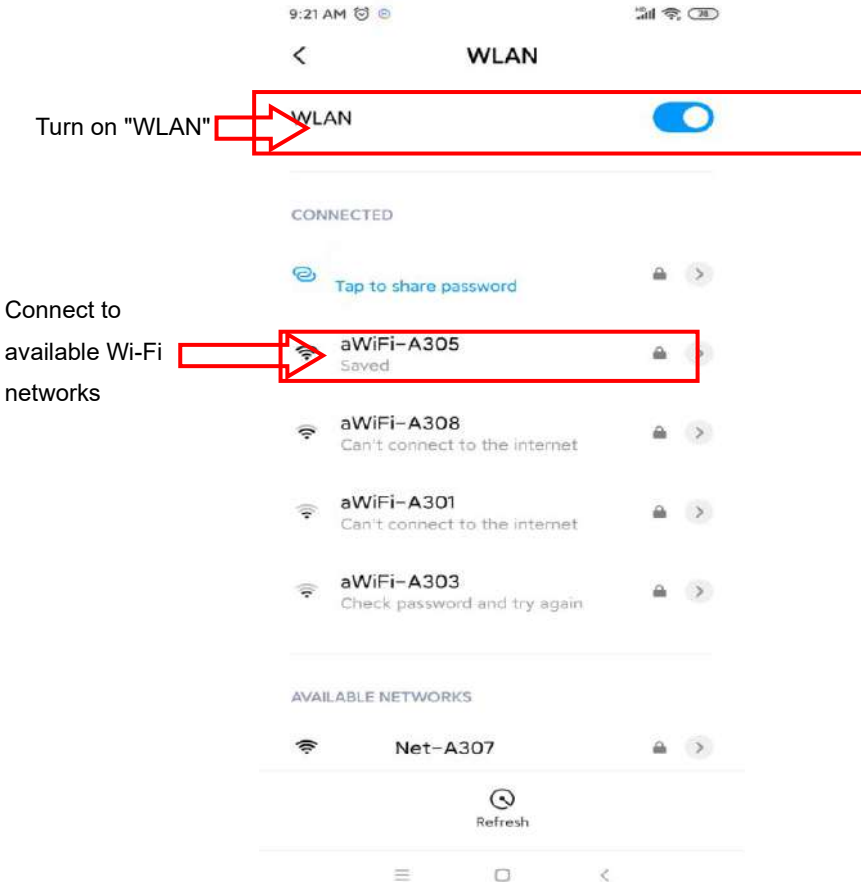 9:21 AM
HD
28
WLAN
Turn on "WLAN"
WLAN
CONNECTED
Tap to share password
Connect to
available Wi-Fi
networks
aWiFi-A305
Saved
aWiFi-A308
Can't connect to the internet
aWiFi-A301
Can't connect to the internet
aWiFi-A303
Check password and try again
AVAILABLE NETWORKS
Net-A307
Refresh